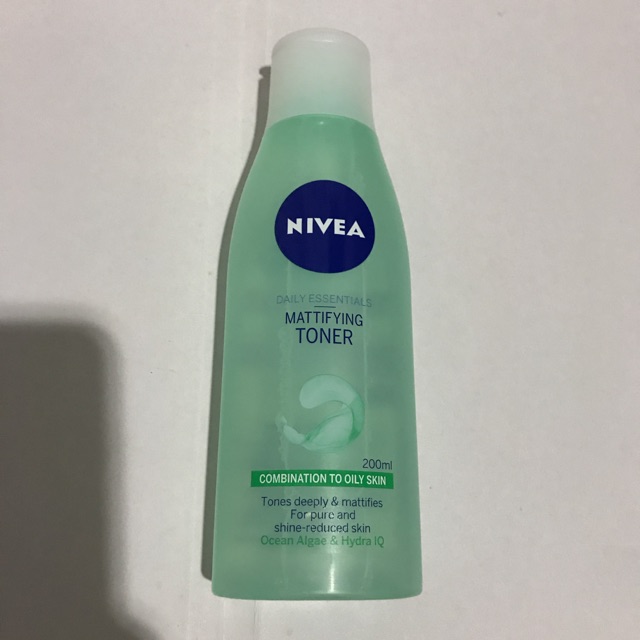 NIVEA
DAILY ESSENTIALS
MATTIFYING
TONER
200ml
COMBINATION TO OILY SKIN
Tones deeply & mattifies
For pure and
shine-reduced skin
Ocean Algae & Hydra IQ